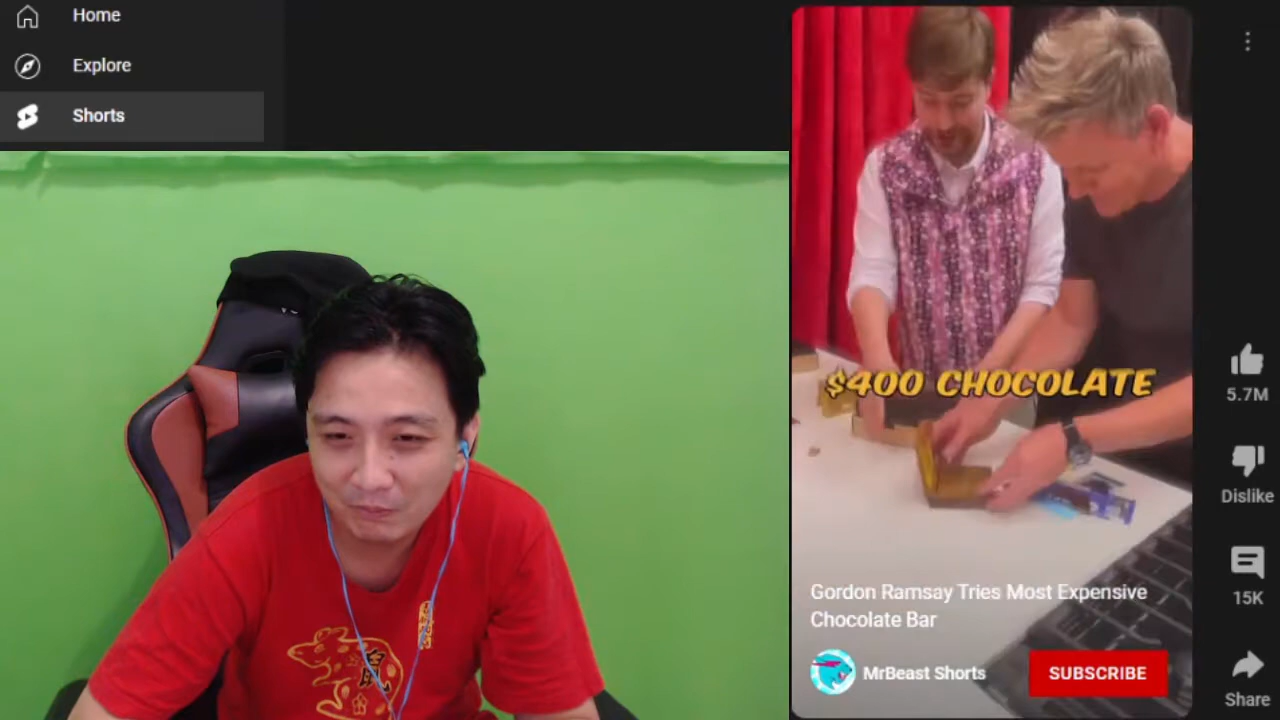 Home
Explore
Shorts
$400 CHOCOLATE
5.7M
Dislike
15K
Gordon Ramsay Tries Most Expensive
Chocolate Bar
MrBeast Shorts
SUBSCRIBE
Share
鼠